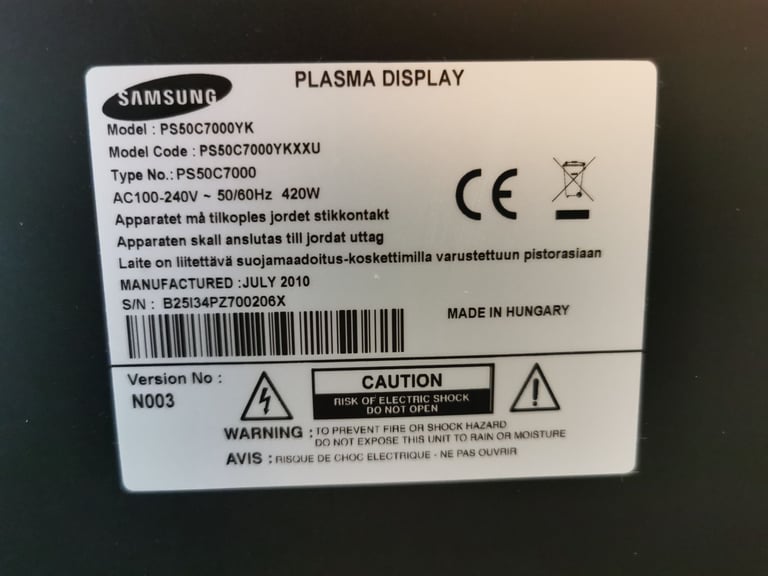 PLASMA DISPLAY
SAMSUNG
Model : PS50C7000YK
Model Code : PS50C7000YKXXU
Type No.: PS50C7000
AC100-240V ~ 50/60Hz 420W
Apparatet må tilkoples jordet stikkontakt
Apparaten skall anslutas till jordat uttag
Laite on liitettävä suojamaadoitus-koskettimilla varustettuun pistorasiaan
MANUFACTURED :JULY 2010
S/N : B25I34PZ700206X
MADE IN HUNGARY
CE
Version No :
N003
CAUTION
RISK OF ELECTRIC SHOCK
DO NOT OPEN
WARNING : TO PREVENT FIRE OR SHOCK HAZARD
DO NOT EXPOSE THIS UNIT TO RAIN OR MOISTURE
AVIS : RISQUE DE CHOC ELECTRIQUE - NE PAS OUVRIR